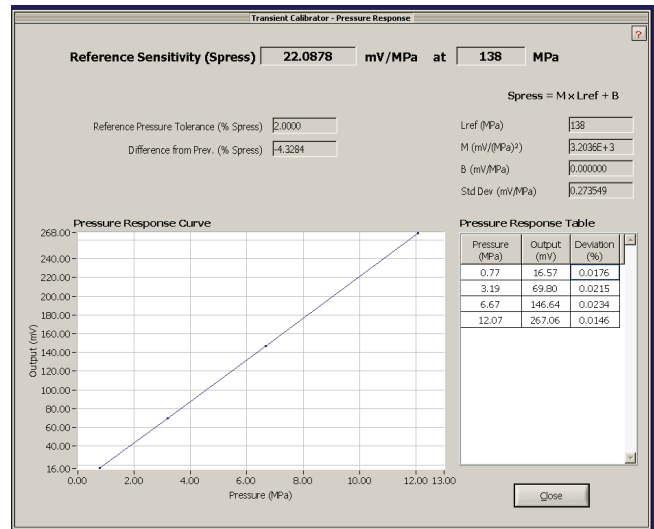 Transient Calibrator - Pressure Response
?
Reference Sensitivity (Spress) 22.0878 mV/MPa at 138 MPa
Spress = M x Lref + B
Reference Pressure Tolerance (% Spress) 2.0000
Difference from Prev. (% Spress) -4.3284
Lref (MPa) 138
M (mV/(MPa)²) 3.2036E+3
B (mV/MPa) 0.000000
Std Dev (mV/MPa) 0.273549
Pressure Response Curve
268.00
240.00
220.00
200.00
180.00
160.00
140.00
120.00
100.00
80.00
60.00
40.00
16.00
Output (mV)
0.00 2.00 4.00 6.00 8.00 10.00 12.00 13.00
Pressure (MPa)
Pressure Response Table
Pressure (MPa) Output (mV) Deviation (%)
0.77 16.57 0.0176
3.19 69.80 0.0215
6.67 146.64 0.0234
12.07 267.06 0.0146
Close